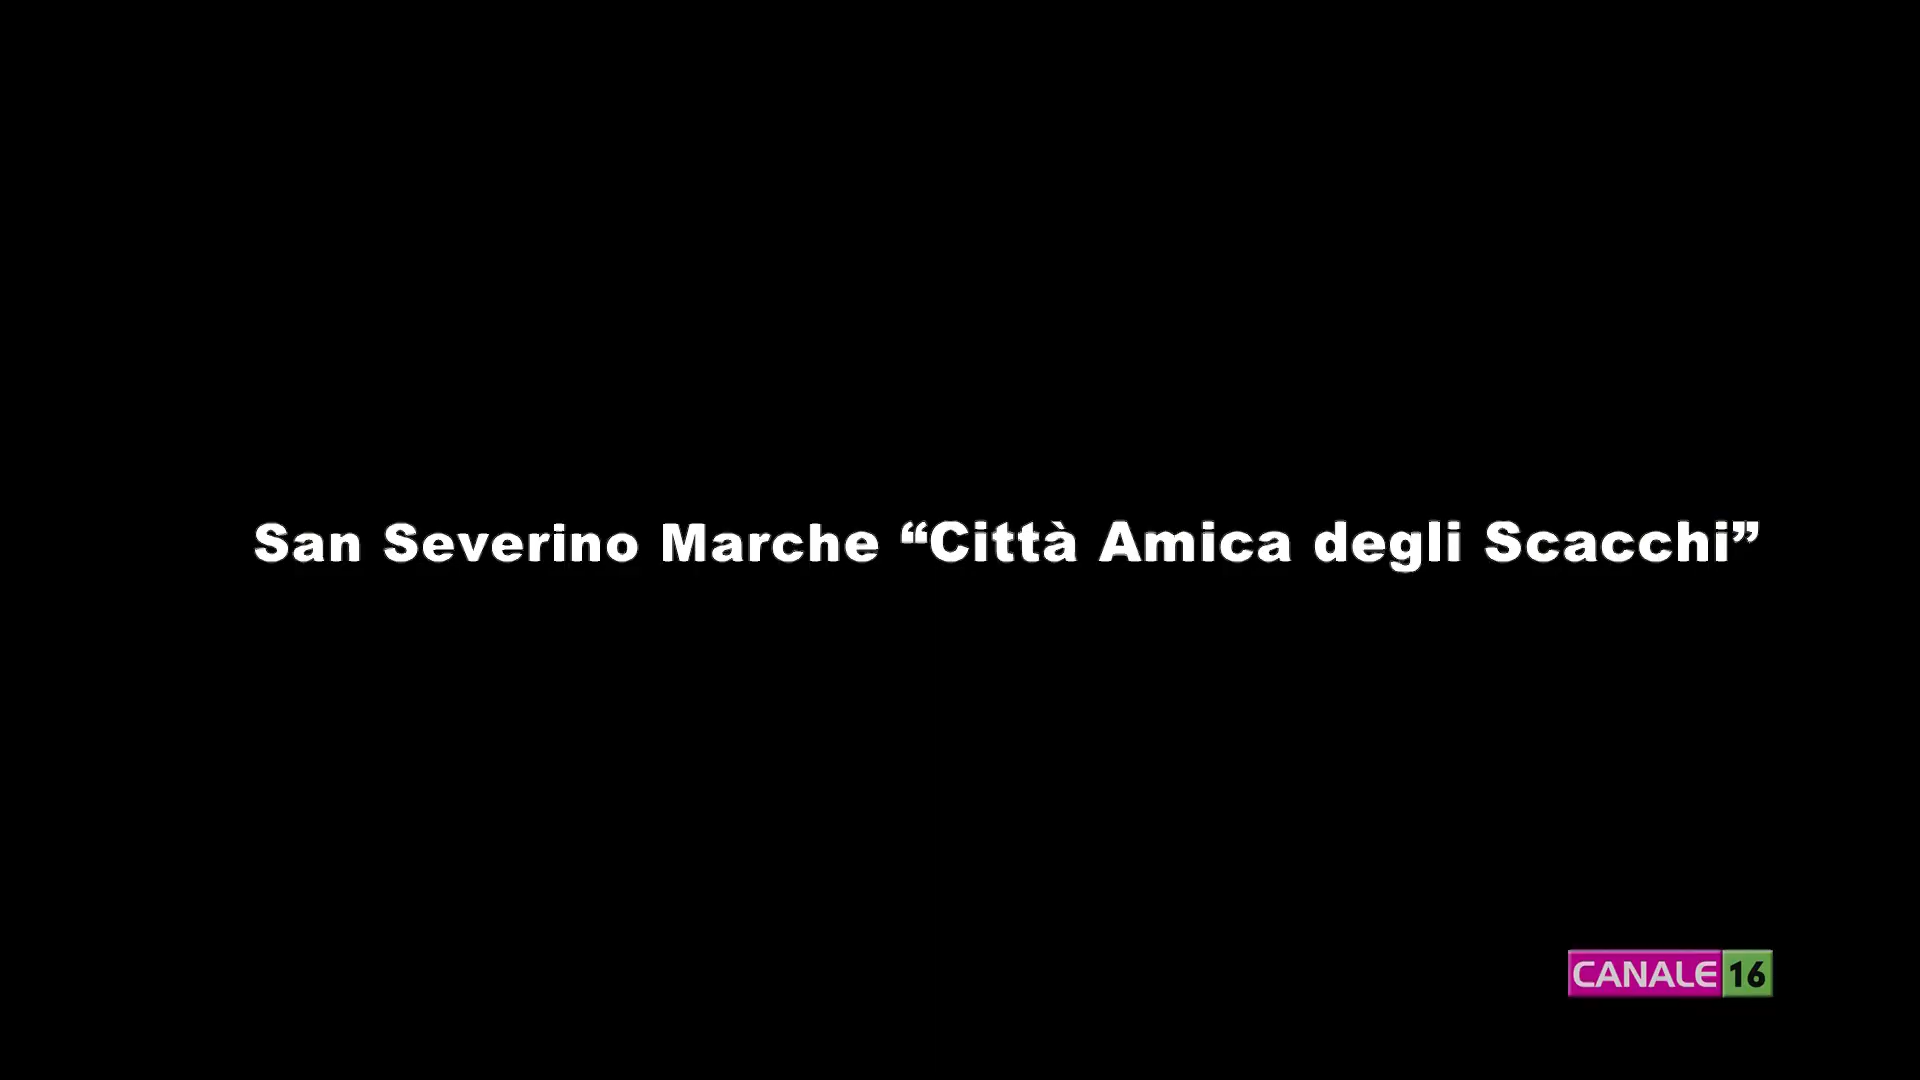 San Severino Marche “Città Amica degli Scacchi”
CANALE 16